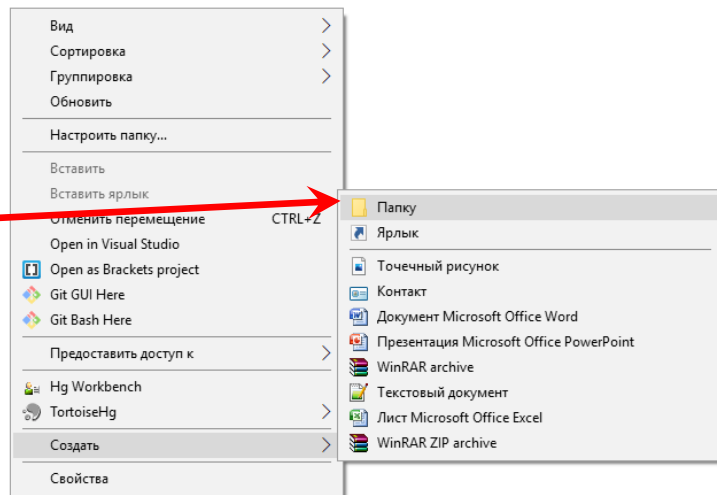 Вид
Сортировка
Группировка
Обновить
Настроить папку...
Вставить
Вставить ярлык
Отменить перемещение CTRL+Z
Open in Visual Studio
Open as Brackets project
Git GUI Here
Git Bash Here
Предоставить доступ к
Hg Workbench
TortoiseHg
Создать
Свойства
Папку
Ярлык
Точечный рисунок
Контакт
Документ Microsoft Office Word
Презентация Microsoft Office PowerPoint
WinRAR archive
Текстовый документ
Лист Microsoft Office Excel
WinRAR ZIP archive